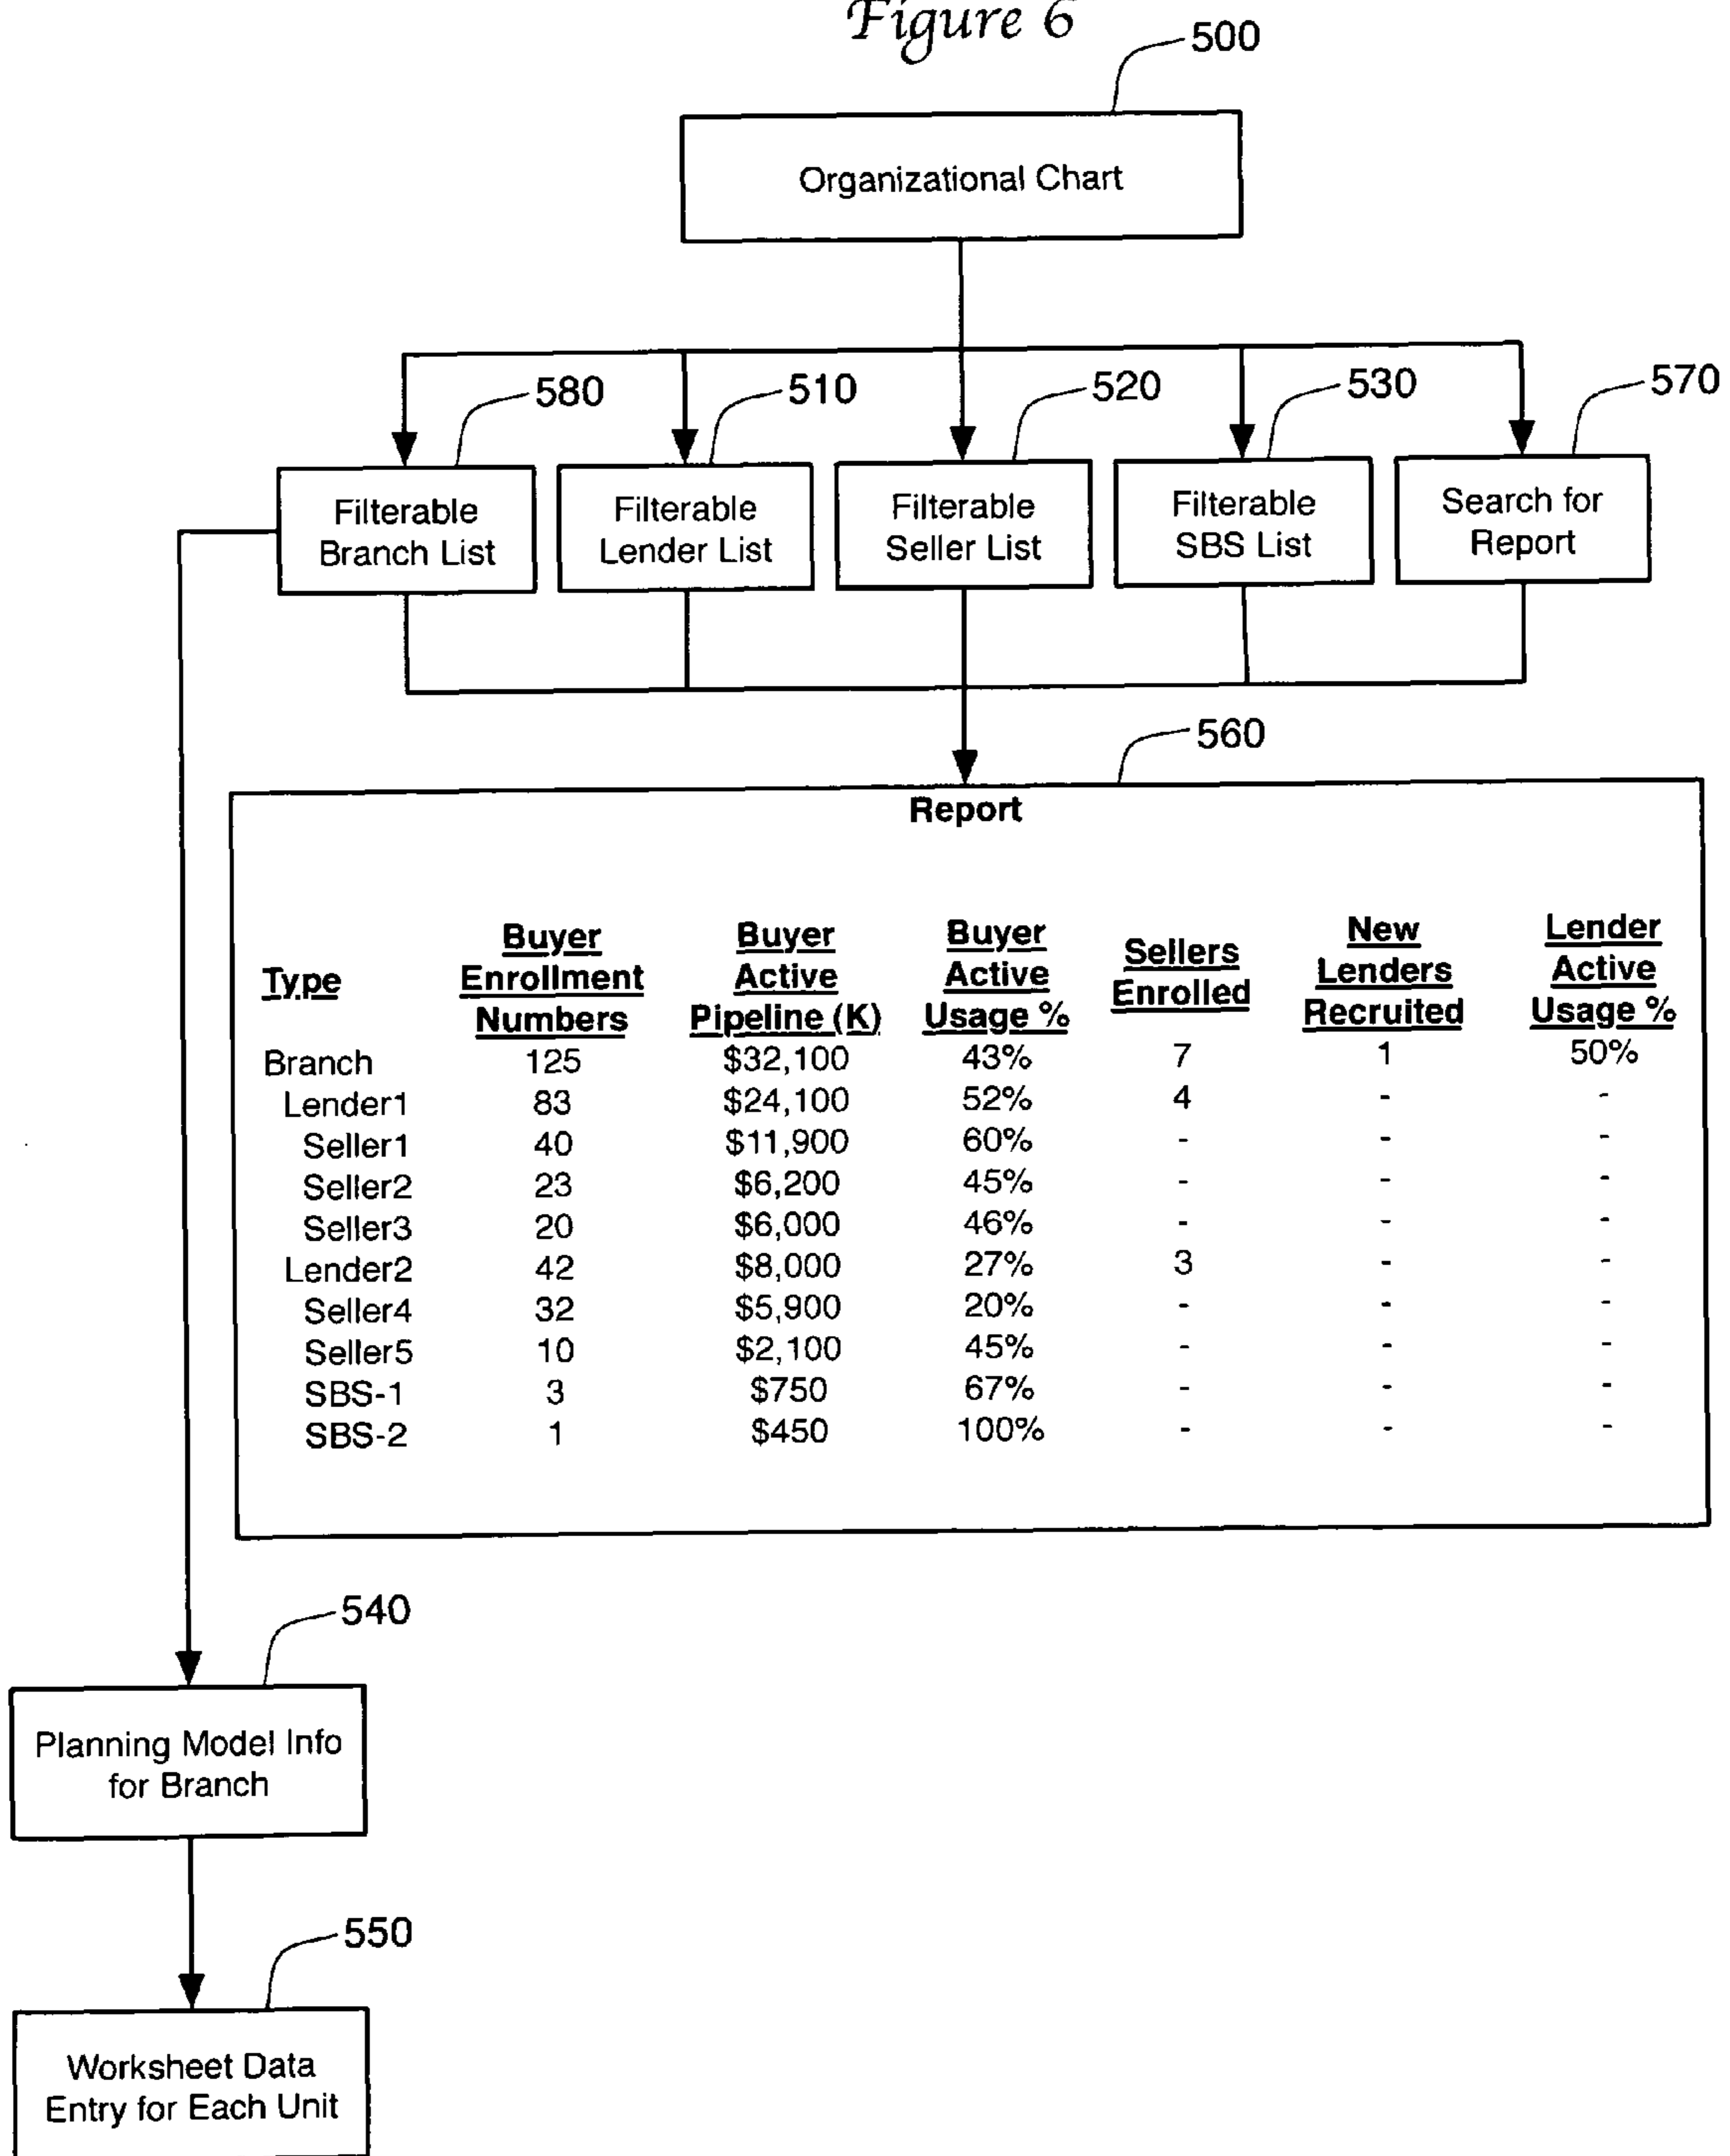 Figure 6
500
Organizational Chart
580
510
520
530
570
Filterable
Branch List
Filterable
Lender List
Filterable
Seller List
Filterable
SBS List
Search for
Report
560
Report
Type
Buyer
Enrollment
Numbers
Buyer
Active
Pipeline (K)
Buyer
Active
Usage %
Sellers
Enrolled
New
Lenders
Recruited
Lender
Active
Usage %
Branch 125 $32,100 43% 7 1 50%
Lender1 83 $24,100 52% 4 - -
Seller1 40 $11,900 60% - - -
Seller2 23 $6,200 45% - - -
Seller3 20 $6,000 46% - - -
Lender2 42 $8,000 27% 3 - -
Seller4 32 $5,900 20% - - -
Seller5 10 $2,100 45% - - -
SBS-1 3 $750 67% - - -
SBS-2 1 $450 100% - - -
540
Planning Model Info
for Branch
550
Worksheet Data
Entry for Each Unit